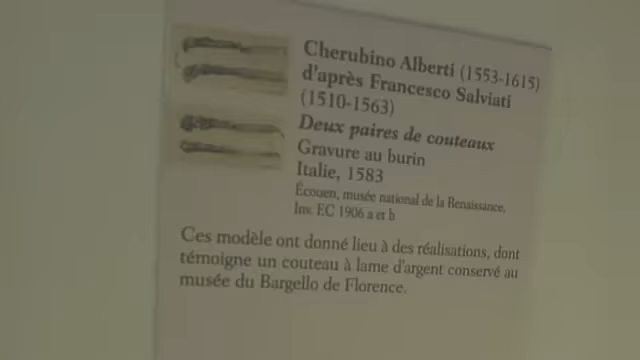 Cherubino Alberti (1553-1615)
d'après Francesco Salviati
(1510-1563)
Deux paires de couteaux
Gravure au burin
Italie, 1583
Écouen, musée national de la Renaissance,
Inv. EC 1906 a et b
Ces modèle ont donné lieu à des réalisations, dont
témoigne un couteau à lame d'argent conservé au
musée du Bargello de Florence.